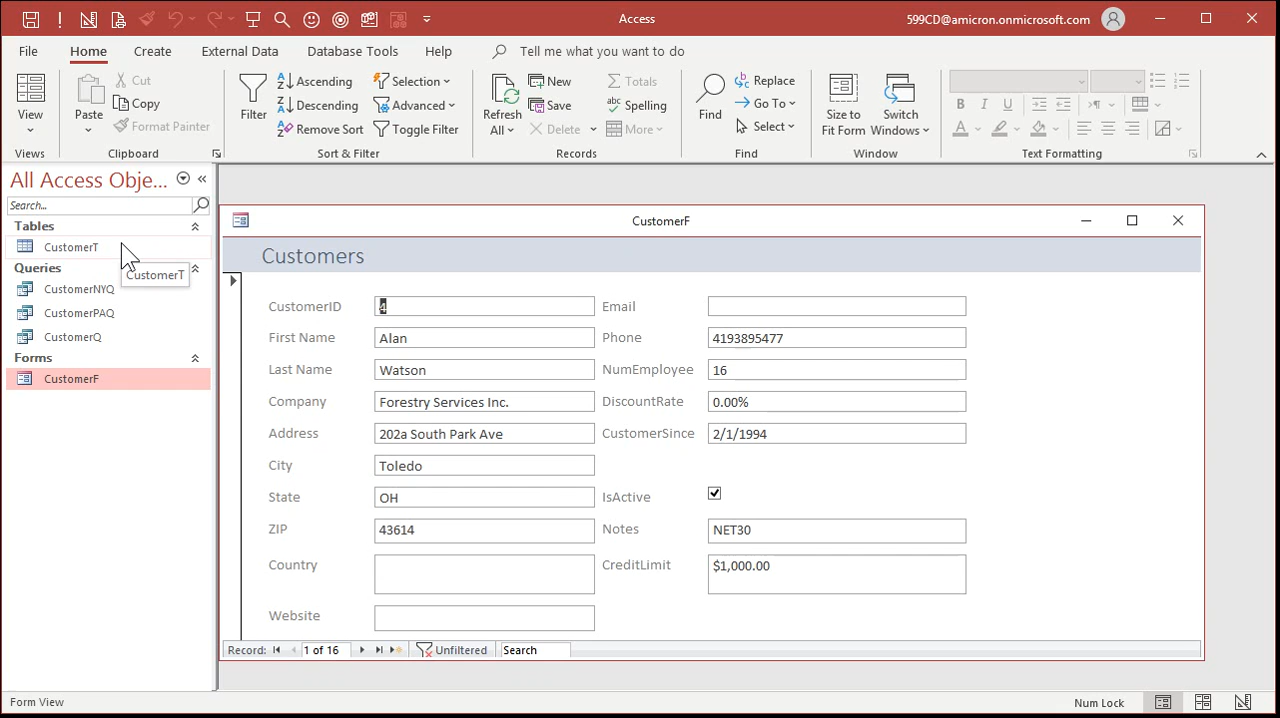 Access
599CD@amicron.onmicrosoft.com
File Home Create External Data Database Tools Help Tell me what you want to do
View
Views
Paste
Cut
Copy
Format Painter
Clipboard
Filter
Ascending
Descending
Remove Sort
Selection
Advanced
Toggle Filter
Sort & Filter
Refresh
All
New
Save
Delete
Totals
Spelling
More
Records
Find
Replace
Go To
Select
Find
Size to
Fit Form
Switch
Windows
Window
B I U
A
Text Formatting
All Access Obje...
Search...
Tables
CustomerT
CustomerT
Queries
CustomerNYQ
CustomerPAQ
CustomerQ
Forms
CustomerF
CustomerF
Customers
CustomerID 4
First Name Alan
Last Name Watson
Company Forestry Services Inc.
Address 202a South Park Ave
City Toledo
State OH
ZIP 43614
Country
Website
Email
Phone 4193895477
NumEmployee 16
DiscountRate 0.00%
CustomerSince 2/1/1994
IsActive
Notes NET30
CreditLimit $1,000.00
Record: 1 of 16 Unfiltered Search
Form View
Num Lock